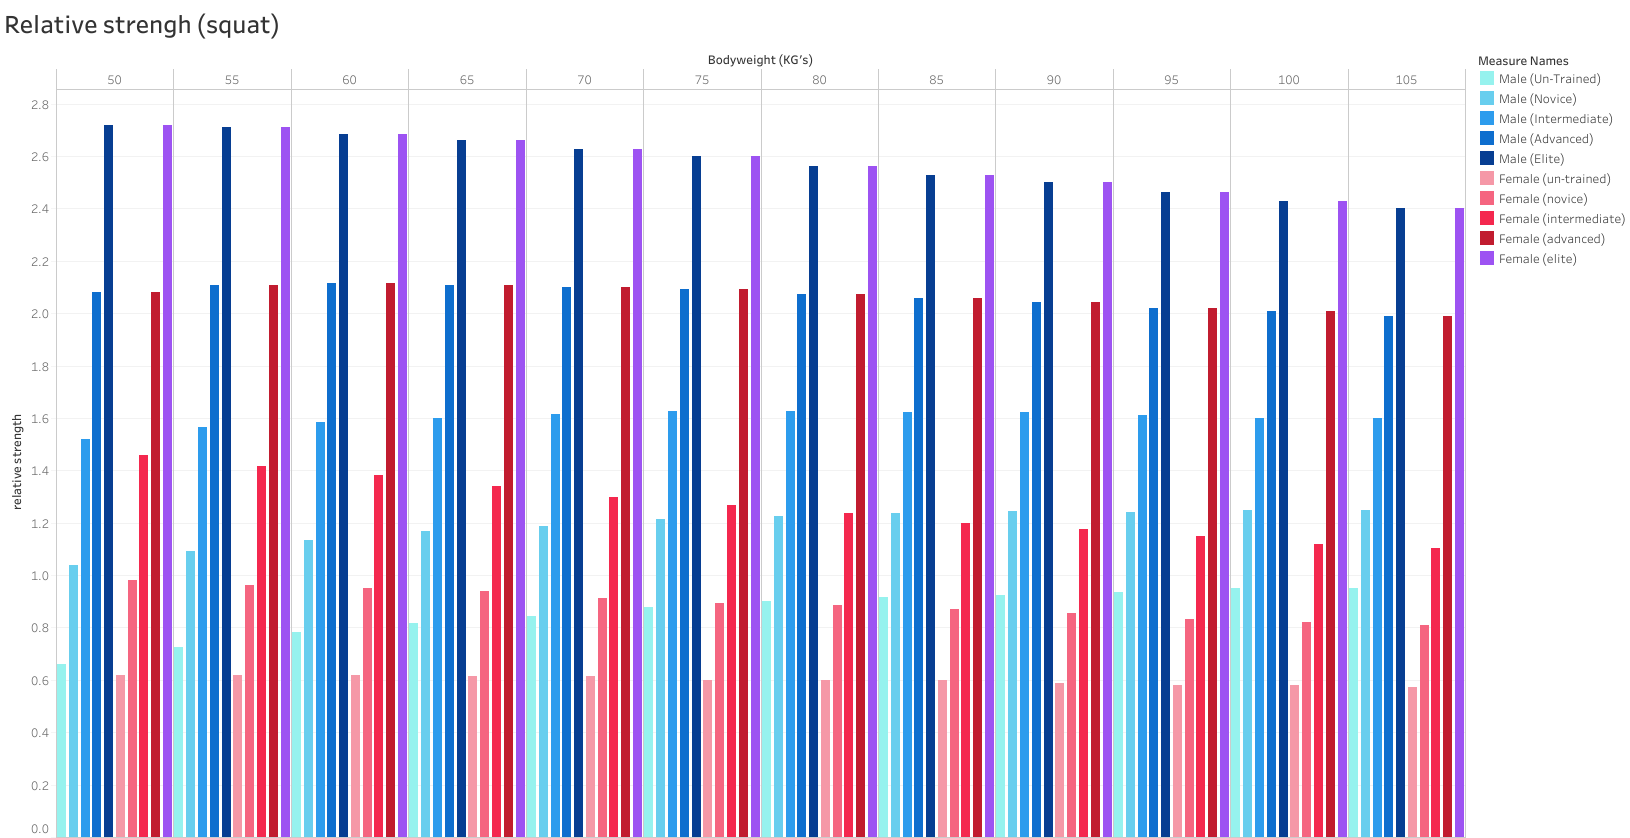 Relative strengh (squat)
Bodyweight (KG's)
50 55 60 65 70 75 80 85 90 95 100 105
2.8
2.6
2.4
2.2
2.0
1.8
1.6
1.4
1.2
1.0
0.8
0.6
0.4
0.2
0.0
relative strength
Measure Names
Male (Un-Trained)
Male (Novice)
Male (Intermediate)
Male (Advanced)
Male (Elite)
Female (un-trained)
Female (novice)
Female (intermediate)
Female (advanced)
Female (elite)